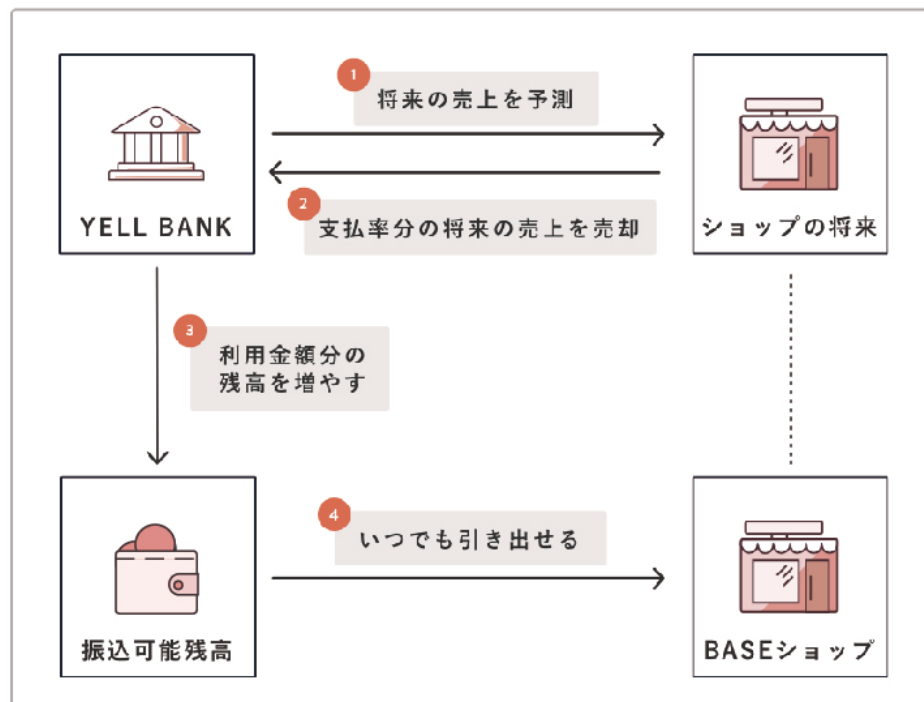 1
将来の売上を予測
YELL BANK
2
支払率分の将来の売上を売却
ショップの将来
3
利用金額分の
残高を増やす
4
いつでも引き出せる
振込可能残高
BASEショップ